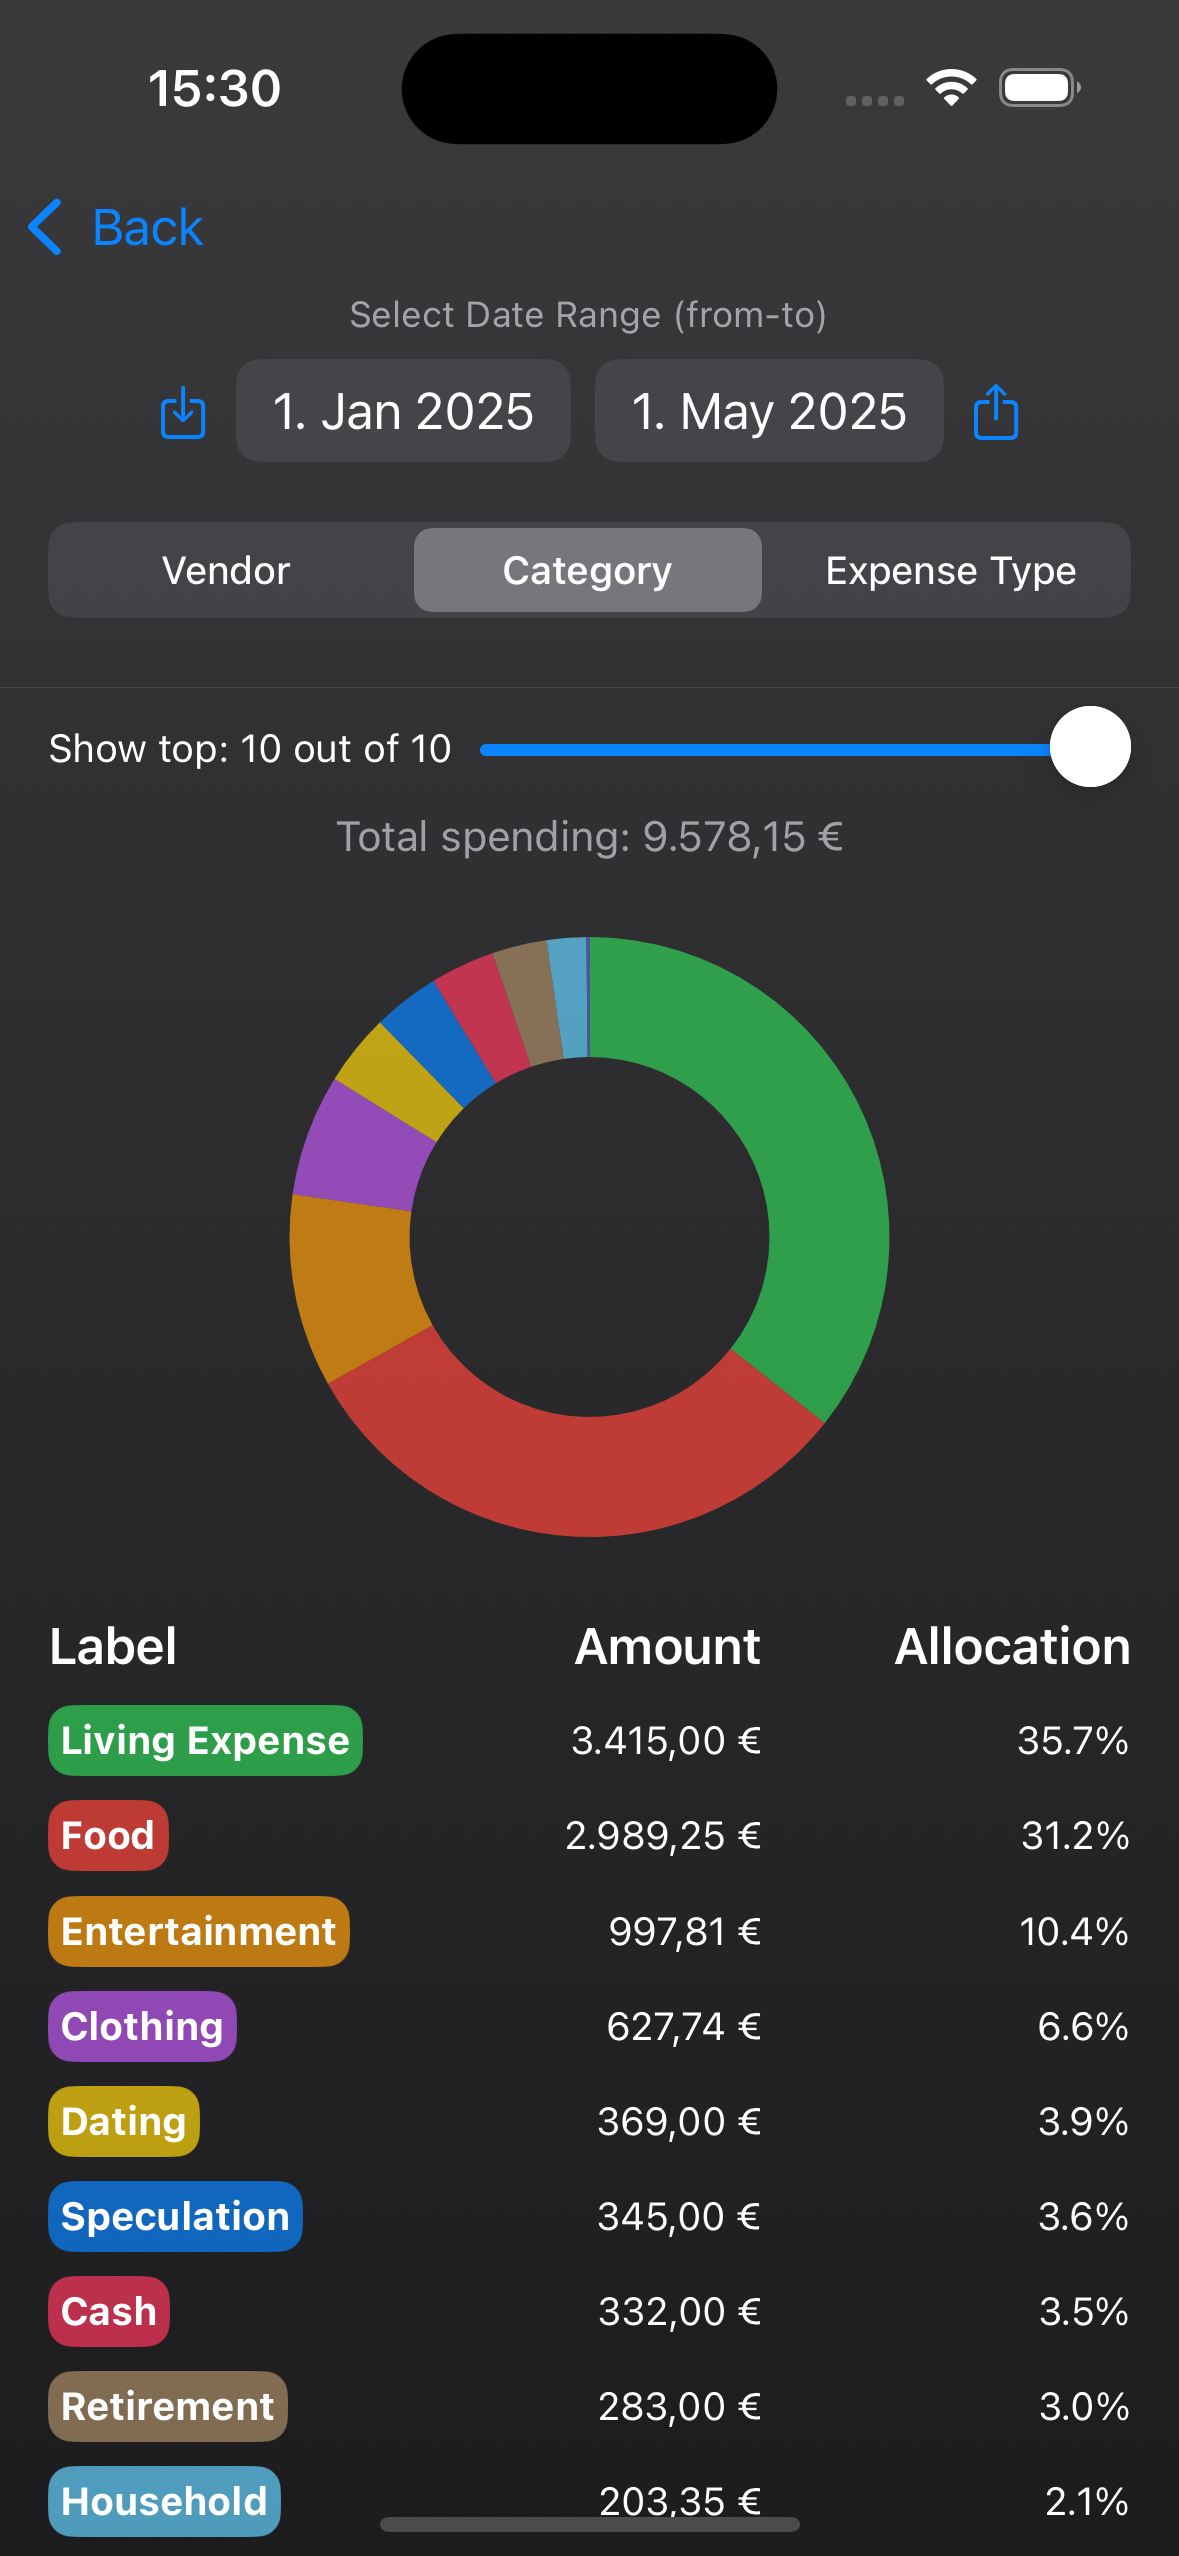 15:30
Back
Select Date Range (from-to)
1. Jan 2025 1. May 2025
Vendor Category Expense Type
Show top: 10 out of 10
Total spending: 9.578,15 €
Label Amount Allocation
Living Expense 3.415,00 € 35.7%
Food 2.989,25 € 31.2%
Entertainment 997,81 € 10.4%
Clothing 627,74 € 6.6%
Dating 369,00 € 3.9%
Speculation 345,00 € 3.6%
Cash 332,00 € 3.5%
Retirement 283,00 € 3.0%
Household 203,35 € 2.1%